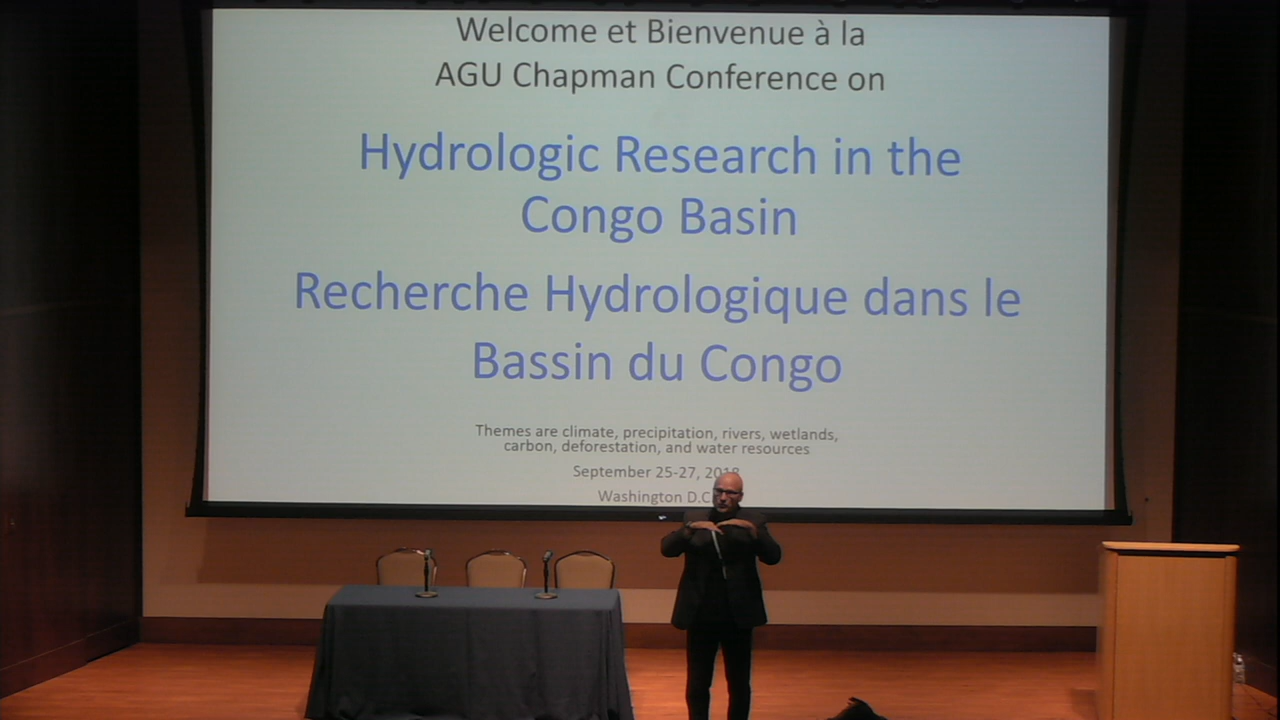 Welcome et Bienvenue à la
AGU Chapman Conference on
Hydrologic Research in the
Congo Basin
Recherche Hydrologique dans le
Bassin du Congo
Themes are climate, precipitation, rivers, wetlands,
carbon, deforestation, and water resources
September 25-27, 2018
Washington D.C.